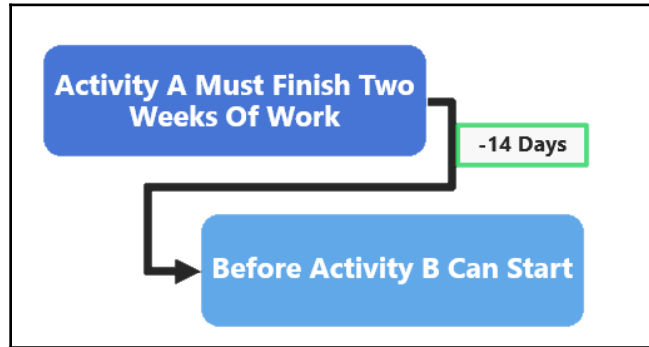 Activity A Must Finish Two
Weeks Of Work
-14 Days
Before Activity B Can Start